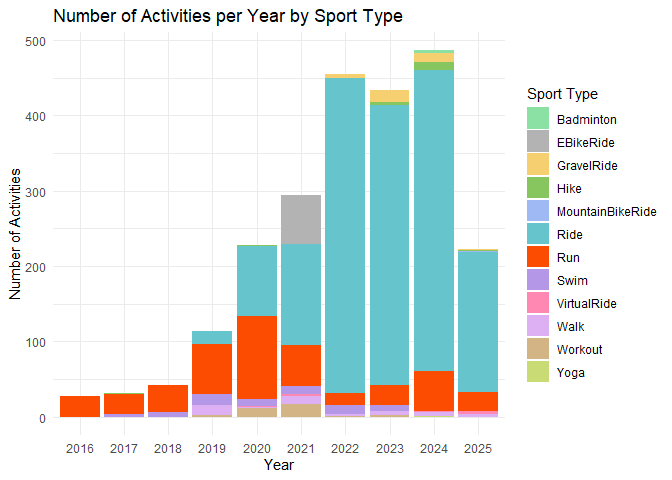 Number of Activities per Year by Sport Type
500
400
300
200
100
0
Number of Activities
2016 2017 2018 2019 2020 2021 2022 2023 2024 2025
Year
Sport Type
Badminton
EBikeRide
GravelRide
Hike
MountainBikeRide
Ride
Run
Swim
VirtualRide
Walk
Workout
Yoga